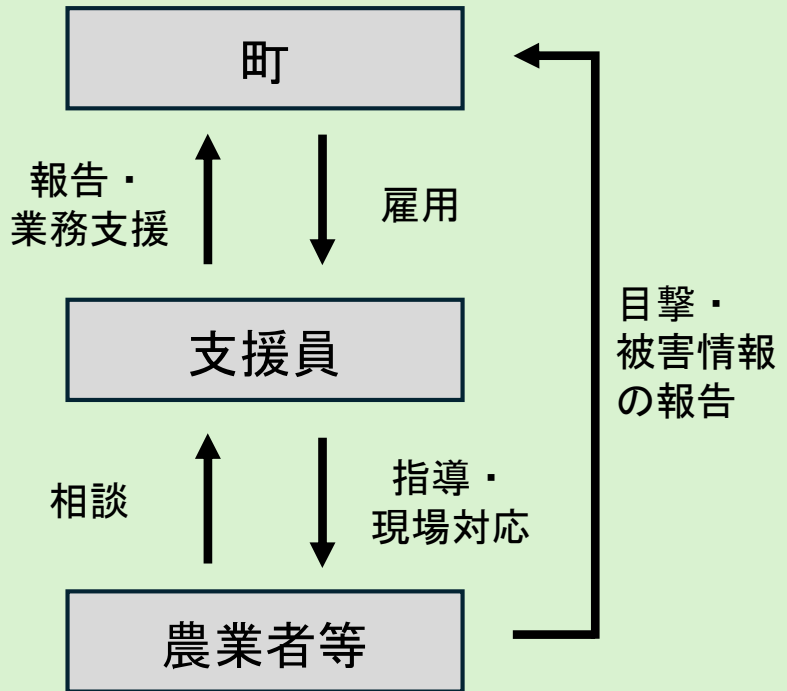 町
報告・
業務支援
雇用
支援員
目撃・
被害情報
の報告
相談
指導・
現場対応
農業者等